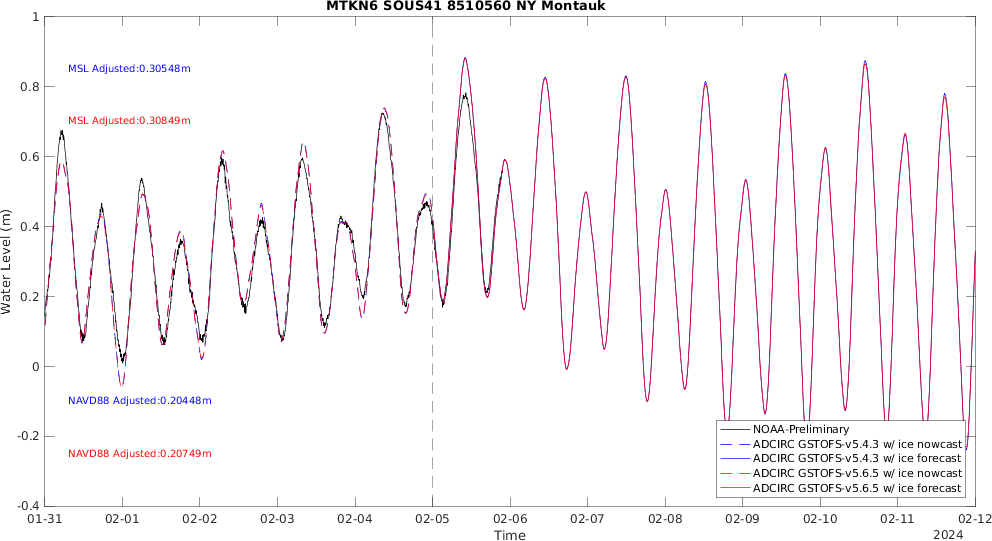 MTKN6 SOUS41 8510560 NY Montauk
1
0.8
0.6
0.4
0.2
0
-0.2
-0.4
Water Level (m)
MSL Adjusted:0.30548m
MSL Adjusted:0.30849m
NAVD88 Adjusted:0.20448m
NAVD88 Adjusted:0.20749m
NOAA-Preliminary
ADCIRC GSTOFS-v5.4.3 w/ ice nowcast
ADCIRC GSTOFS-v5.4.3 w/ ice forecast
ADCIRC GSTOFS-v5.6.5 w/ ice nowcast
ADCIRC GSTOFS-v5.6.5 w/ ice forecast
01-31 02-01 02-02 02-03 02-04 02-05 02-06 02-07 02-08 02-09 02-10 02-11 02-12
Time
2024